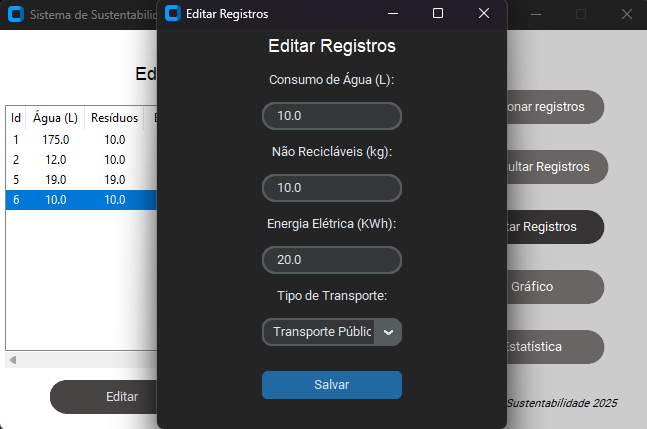 Sistema de Sustentabilid
Editar Registros
Editar Registros
Consumo de Água (L):
10.0
Não Recicláveis (kg):
10.0
Energia Elétrica (KWh):
20.0
Tipo de Transporte:
Transporte Públic
Salvar
Ed
Id Água (L) Resíduos E
1 175.0 10.0
2 12.0 10.0
5 19.0 19.0
6 10.0 10.0
Editar
onar registros
ultar Registros
tar Registros
Gráfico
Estatística
Sustentabilidade 2025